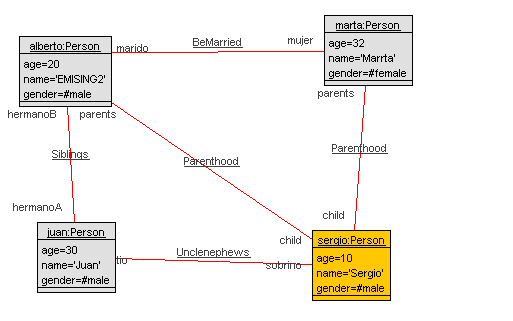 marta:Person
age=32
name='Marrta'
gender=#female
alberto:Person
age=20
name='EMISING2'
gender=#male
marido
BeMarried
mujer
hermanoB
parents
parents
Siblings
Parenthood
Parenthood
hermanoA
child
child
juan:Person
age=30
name='Juan'
gender=#male
tio
Unclenephews
sobrino
sergio:Person
age=10
name='Sergio'
gender=#male